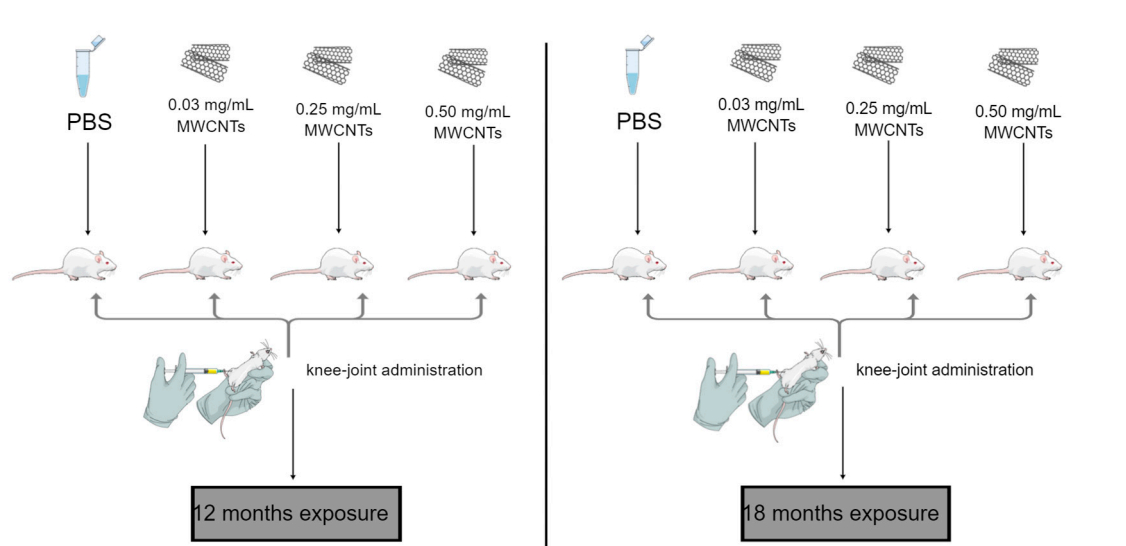 PBS
0.03 mg/mL
MWCNTs
0.25 mg/mL
MWCNTs
0.50 mg/mL
MWCNTs
knee-joint administration
12 months exposure
PBS
0.03 mg/mL
MWCNTs
0.25 mg/mL
MWCNTs
0.50 mg/mL
MWCNTs
knee-joint administration
18 months exposure